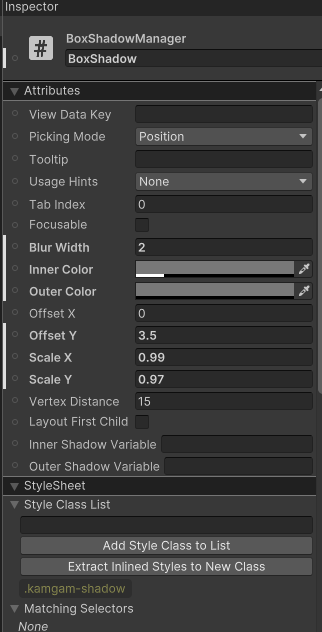 Inspector
#
BoxShadowManager
BoxShadow
Attributes
View Data Key
Picking Mode Position
Tooltip
Usage Hints None
Tab Index 0
Focusable
Blur Width 2
Inner Color
Outer Color
Offset X 0
Offset Y 3.5
Scale X 0.99
Scale Y 0.97
Vertex Distance 15
Layout First Child
Inner Shadow Variable
Outer Shadow Variable
StyleSheet
Style Class List
Add Style Class to List
Extract Inlined Styles to New Class
.kamgam-shadow
Matching Selectors
None